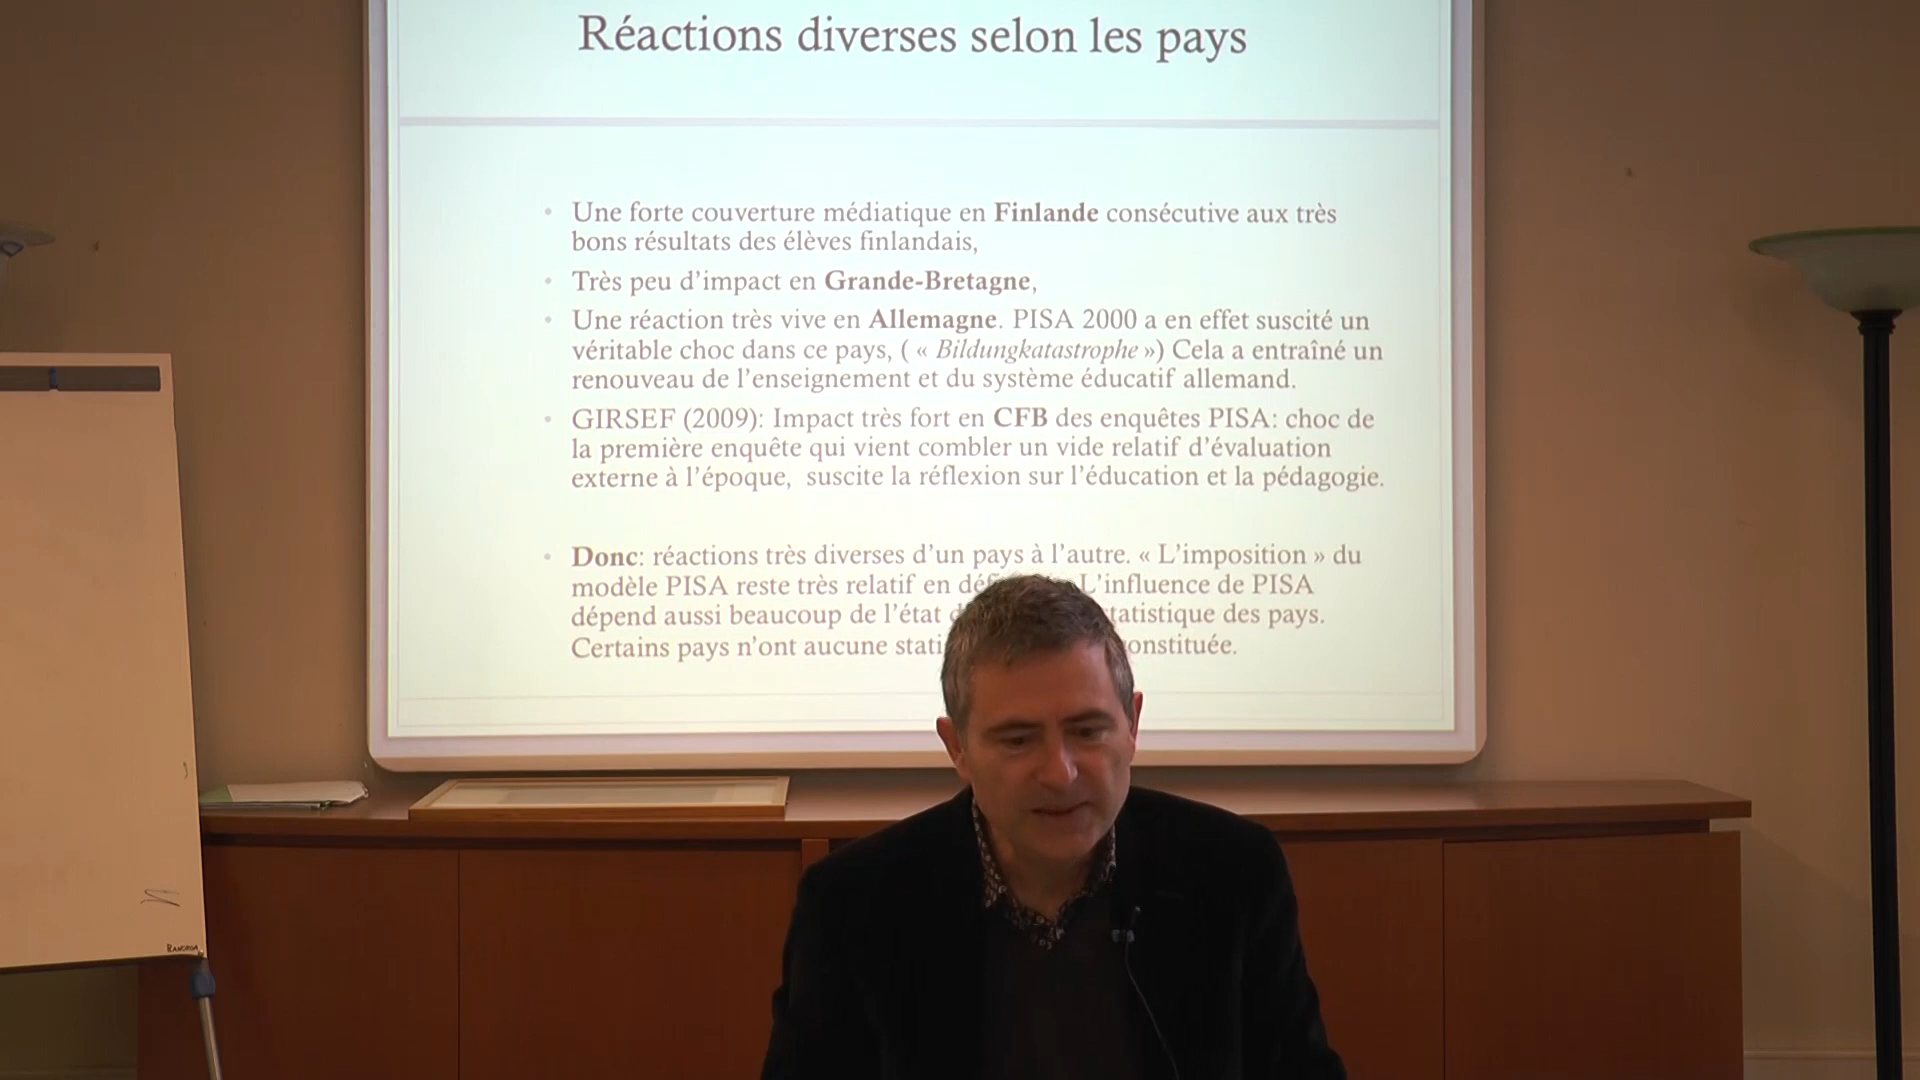 Réactions diverses selon les pays
• Une forte couverture médiatique en Finlande consécutive aux très
bons résultats des élèves finlandais,
• Très peu d’impact en Grande-Bretagne,
• Une réaction très vive en Allemagne. PISA 2000 a en effet suscité un
véritable choc dans ce pays, ( « Bildungkatastrophe ») Cela a entraîné un
renouveau de l’enseignement et du système éducatif allemand.
• GIRSEF (2009): Impact très fort en CFB des enquêtes PISA: choc de
la première enquête qui vient combler un vide relatif d’évaluation
externe à l’époque, suscite la réflexion sur l’éducation et la pédagogie.
• Donc: réactions très diverses d’un pays à l’autre. « L’imposition » du
modèle PISA reste très relatif en L’influence de PISA
dépend aussi beaucoup de l’état des pays.
Certains pays n’ont aucune